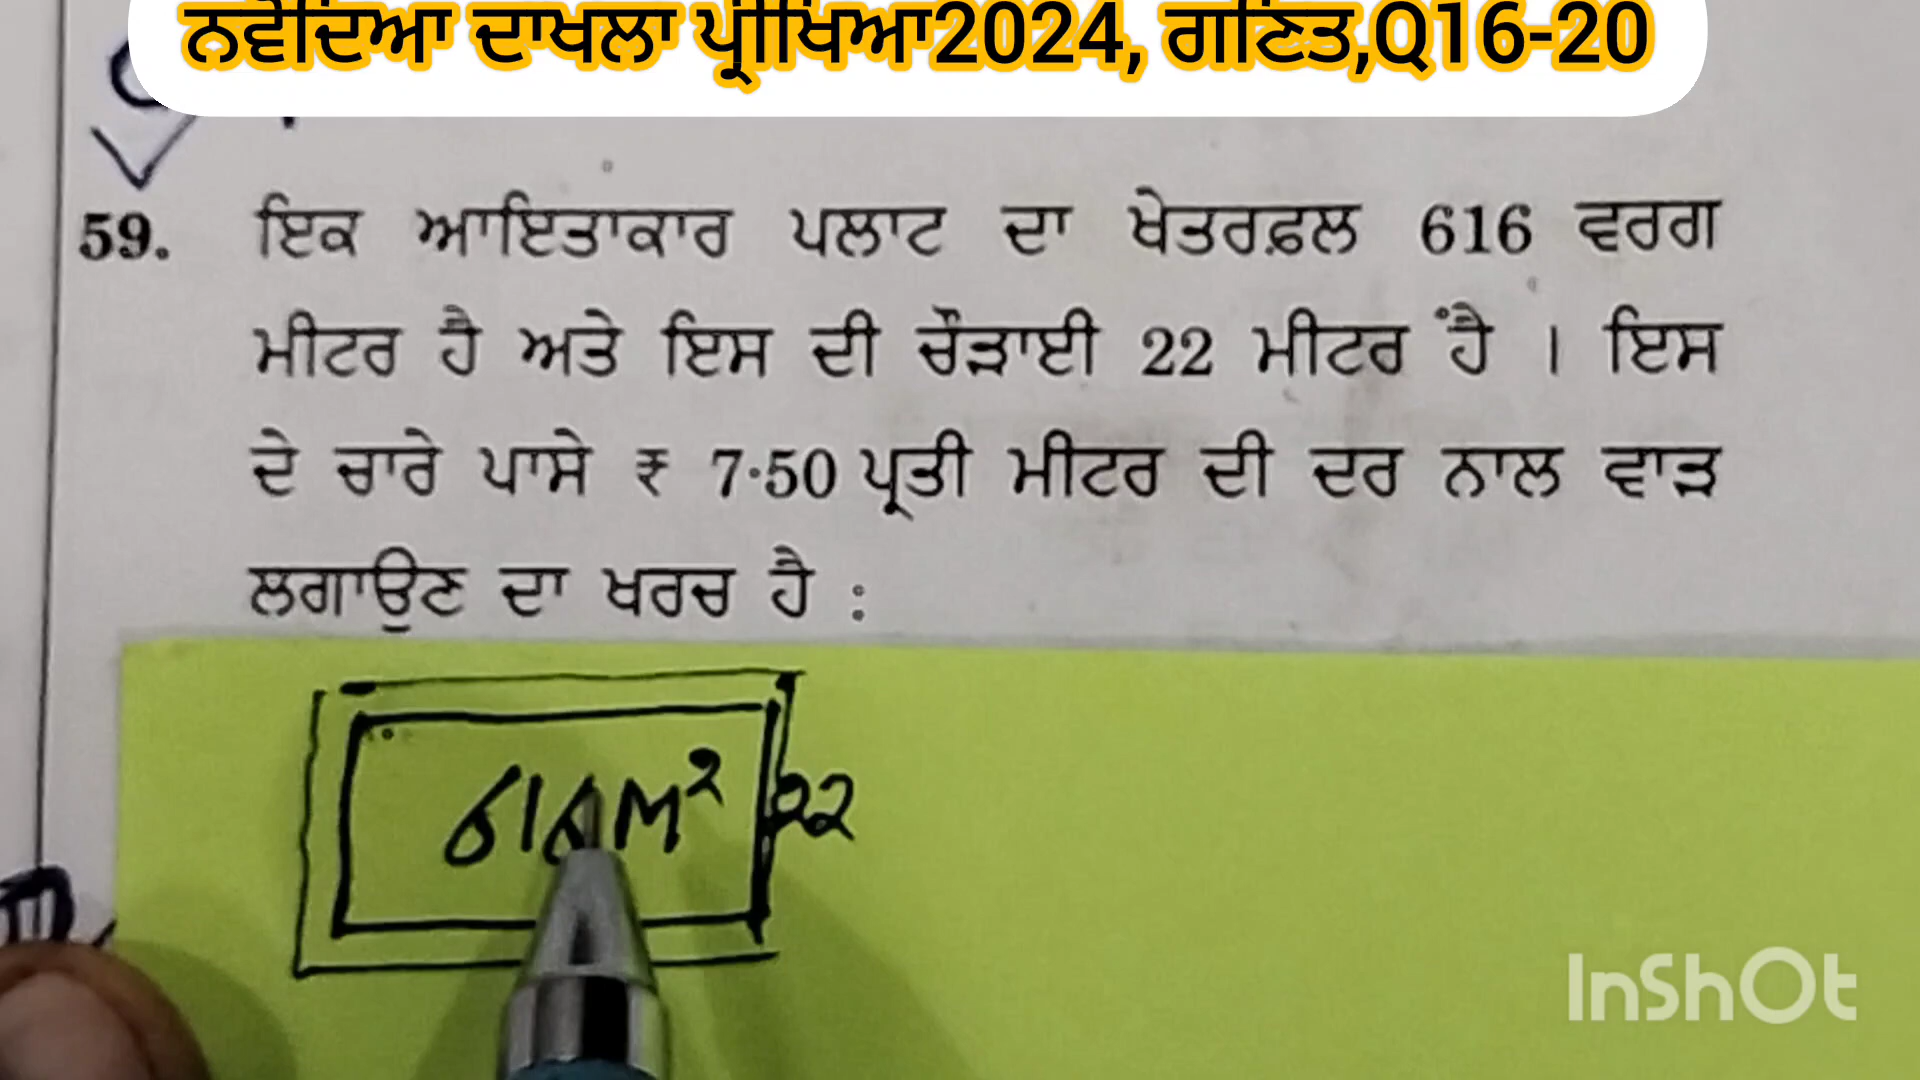 ਨਵੋਦਿਆ ਦਾਖਲਾ ਪ੍ਰੀਖਿਆ2024, ਗਣਿਤ,Q16-20
59. ਇਕ ਆਇਤਾਕਾਰ ਪਲਾਟ ਦਾ ਖੇਤਰਫ਼ਲ 616 ਵਰਗ
ਮੀਟਰ ਹੈ ਅਤੇ ਇਸ ਦੀ ਚੌੜਾਈ 22 ਮੀਟਰ ਹੈ । ਇਸ
ਦੇ ਚਾਰੇ ਪਾਸੇ ₹ 7·50 ਪ੍ਰਤੀ ਮੀਟਰ ਦੀ ਦਰ ਨਾਲ ਵਾੜ
ਲਗਾਉਣ ਦਾ ਖਰਚ ਹੈ :
616M² 22
InShOt